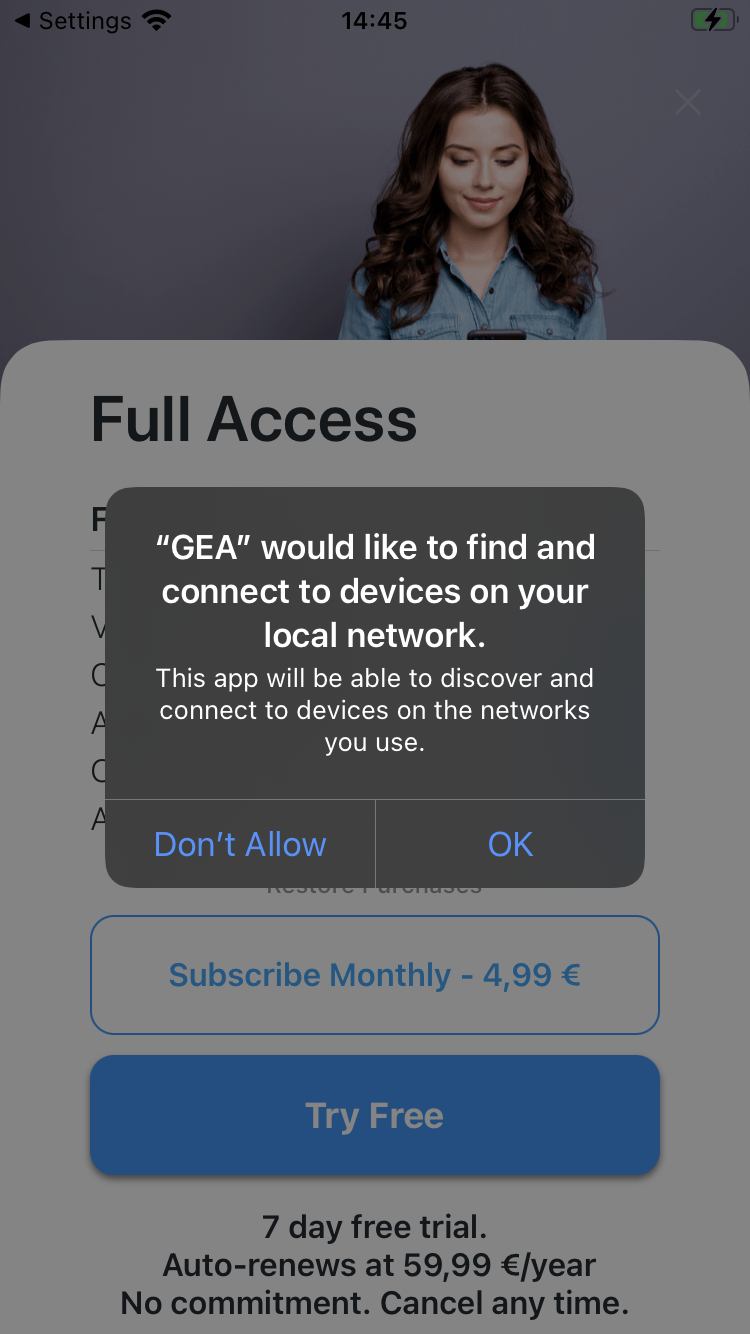 Settings
14:45
Full Access
“GEA” would like to find and
connect to devices on your
local network.
This app will be able to discover and
connect to devices on the networks
you use.
Don’t Allow
OK
Restore Purchases
Subscribe Monthly - 4,99 €
Try Free
7 day free trial.
Auto-renews at 59,99 €/year
No commitment. Cancel any time.